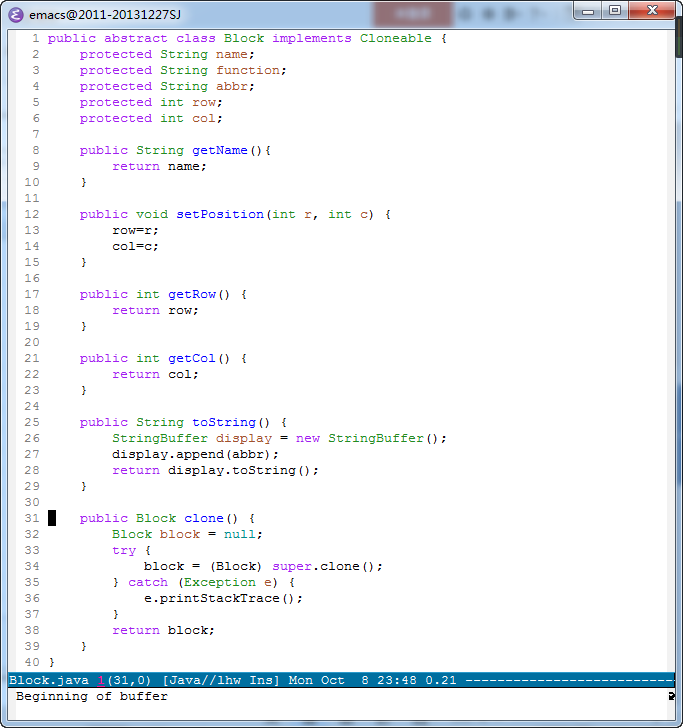 emacs@2011-20131227SJ
1 public abstract class Block implements Cloneable {
2     protected String name;
3     protected String function;
4     protected String abbr;
5     protected int row;
6     protected int col;
7
8     public String getName(){
9         return name;
10     }
11
12     public void setPosition(int r, int c) {
13         row=r;
14         col=c;
15     }
16
17     public int getRow() {
18         return row;
19     }
20
21     public int getCol() {
22         return col;
23     }
24
25     public String toString() {
26         StringBuffer display = new StringBuffer();
27         display.append(abbr);
28         return display.toString();
29     }
30
31     public Block clone() {
32         Block block = null;
33         try {
34             block = (Block) super.clone();
35         } catch (Exception e) {
36             e.printStackTrace();
37         }
38         return block;
39     }
40 }
Block.java !(31,0) [Java//lhw Ins] Mon Oct  8 23:48 0.21 --------------------------
Beginning of buffer